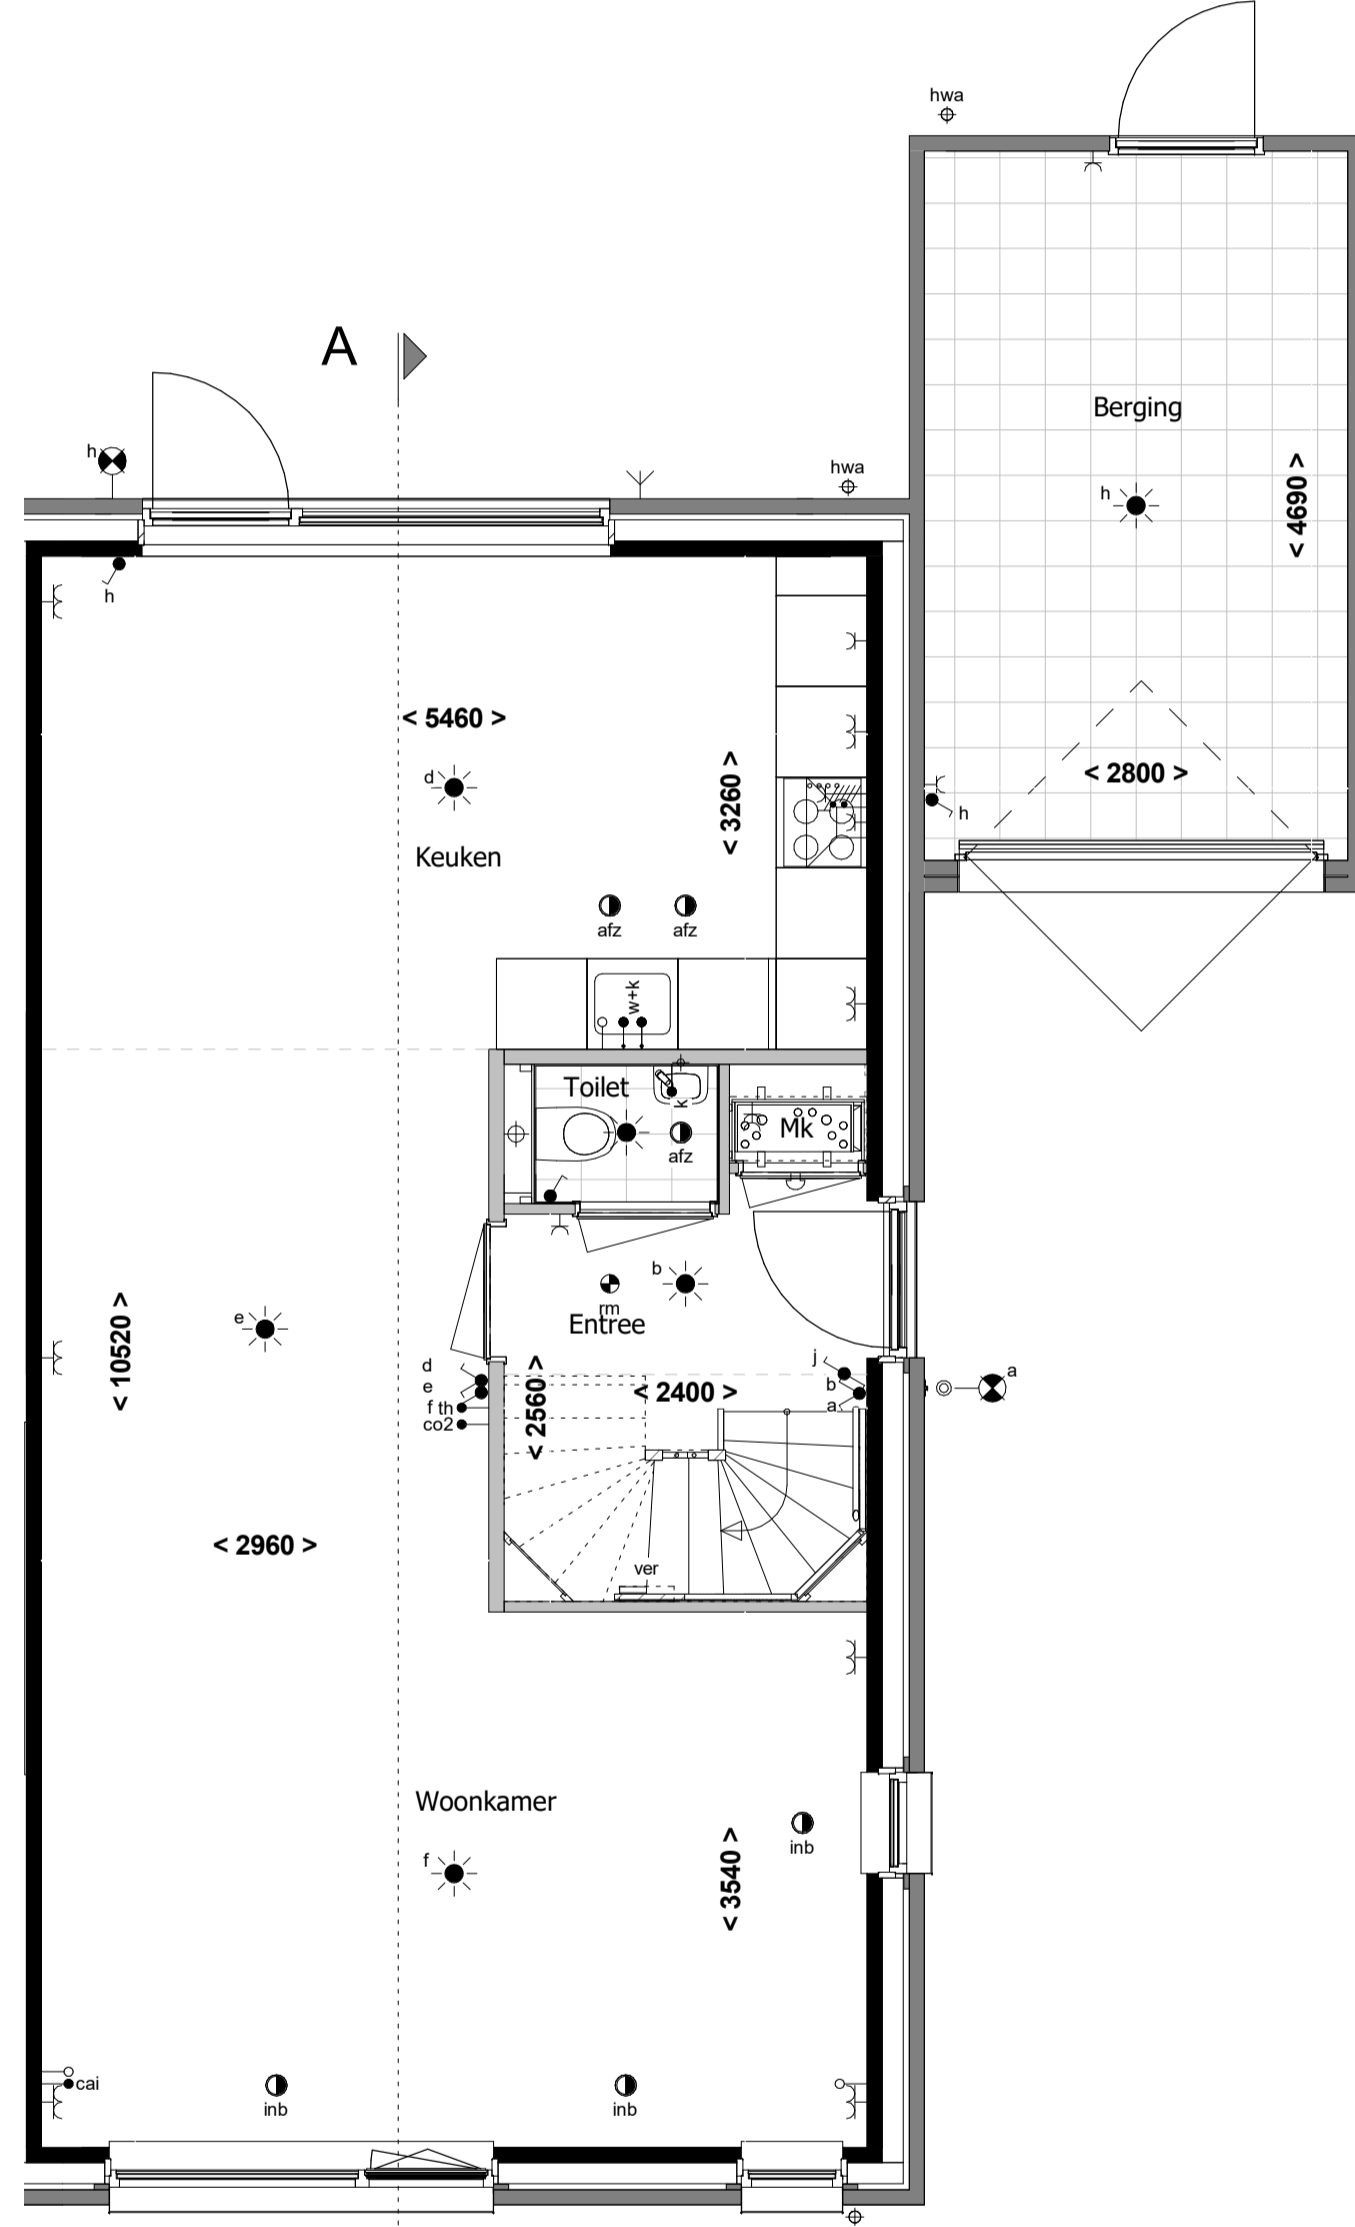 hwa
A
Berging
h
hwa
h
< 4690 >
h
< 5460 >
< 2800 >
d
< 3260 >
h
Keuken
afz
afz
w+k
Toilet
k
Mk
afz
b
rm
Entree
e
< 10520 >
j
d
b
a
e
< 2560 >
< 2400 >
a
f th
co2
< 2960 >
ver
Woonkamer
inb
f
< 3540 >
cai
inb
inb